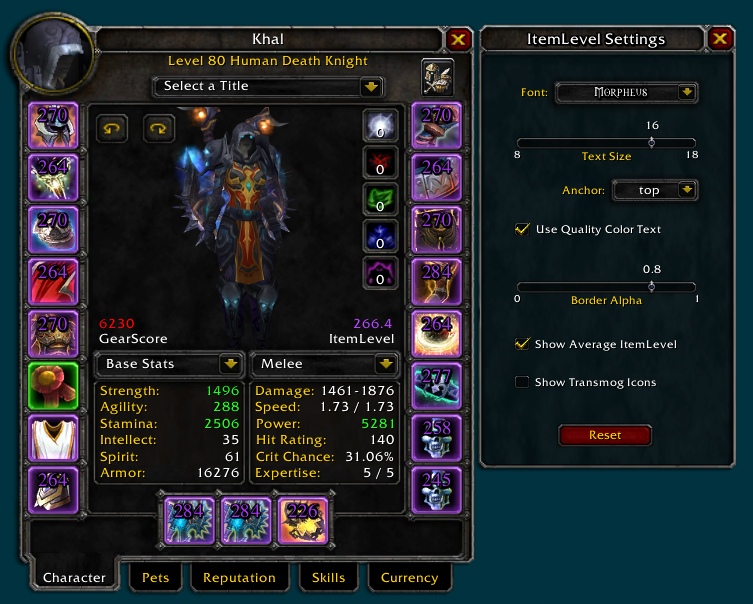 Khal
Level 80 Human Death Knight
Select a Title
270
264
270
264
270
264
0
0
0
0
0
270
264
270
284
264
277
258
245
6230
GearScore
266.4
ItemLevel
Base Stats
Strength: 1496
Agility: 288
Stamina: 2506
Intellect: 35
Spirit: 61
Armor: 16276
Melee
Damage: 1461-1876
Speed: 1.73 / 1.73
Power: 5281
Hit Rating: 140
Crit Chance: 31.06%
Expertise: 5 / 5
284 284 226
Character Pets Reputation Skills Currency
ItemLevel Settings
Font: Morpheus
16
8 Text Size 18
Anchor: top
Use Quality Color Text
0.8
0 Border Alpha 1
Show Average ItemLevel
Show Transmog Icons
Reset